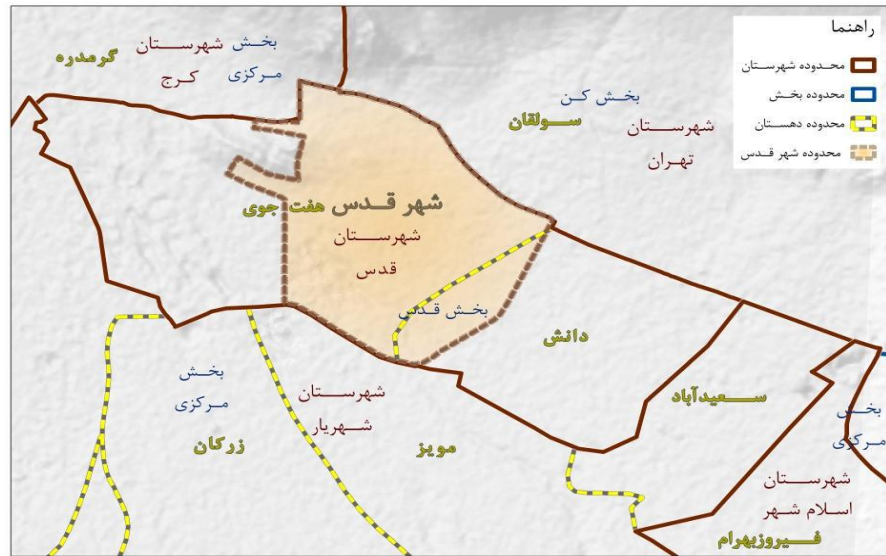 راهنما
محدوده شهرستان
محدوده بخش
محدوده دهستان
محدوده شهر قدس
گرمدره
شهرستان
کرج
بخش
مرکزی
بخش کن
سولقان
شهرستان
تهران
شهر قدس
هفت جوی
شهرستان
قدس
بخش قدس
دانش
سعیدآباد
بخش
مرکزی
زرکان
شهرستان
شهریار
مویز
بخش
مرکزی
شهرستان
اسلام شهر
فیروزبهرام